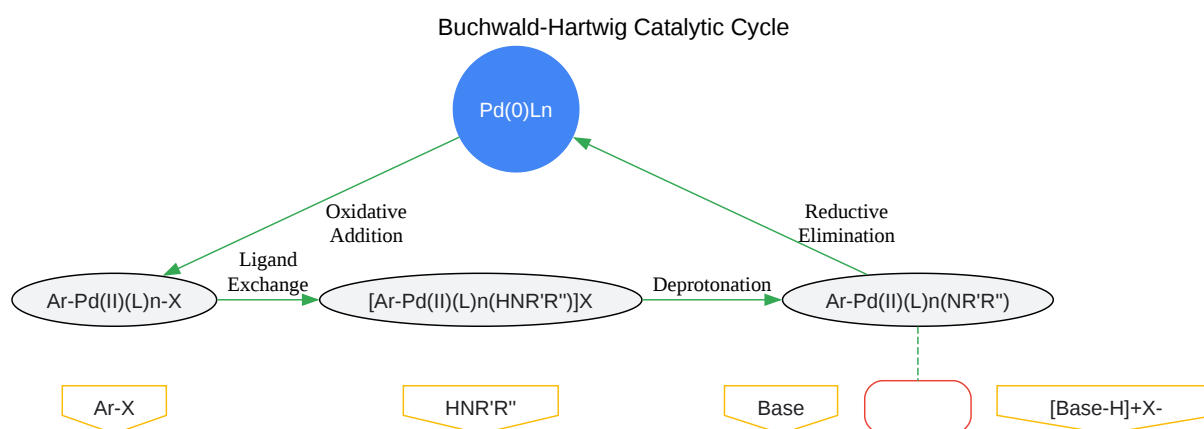 Buchwald-Hartwig Catalytic Cycle
Pd(0)Ln
Oxidative
Addition
Reductive
Elimination
Ligand
Exchange
Deprotonation
Ar-Pd(II)(L)n-X
[Ar-Pd(II)(L)n(HNR'R")]X
Ar-Pd(II)(L)n(NR'R")
Ar-X
HNR'R"
Base
[Base-H]+X-